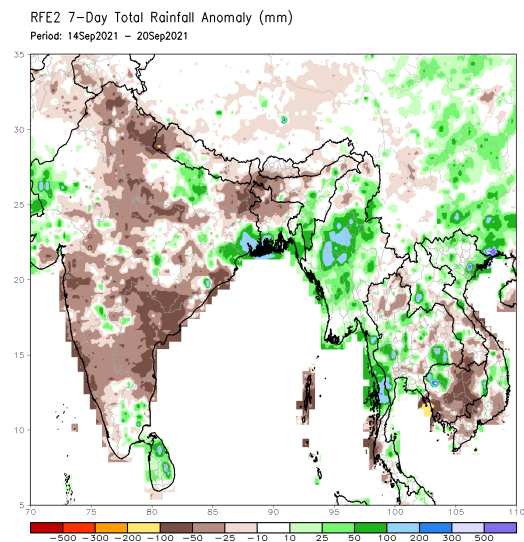 RFE2 7-Day Total Rainfall Anomaly (mm)
Period: 14Sep2021 - 20Sep2021
35
30
25
20
15
10
5
70 75 80 85 90 95 100 105 110
-500 -300 -200 -100 -50 -25 -10 10 25 50 100 200 300 500